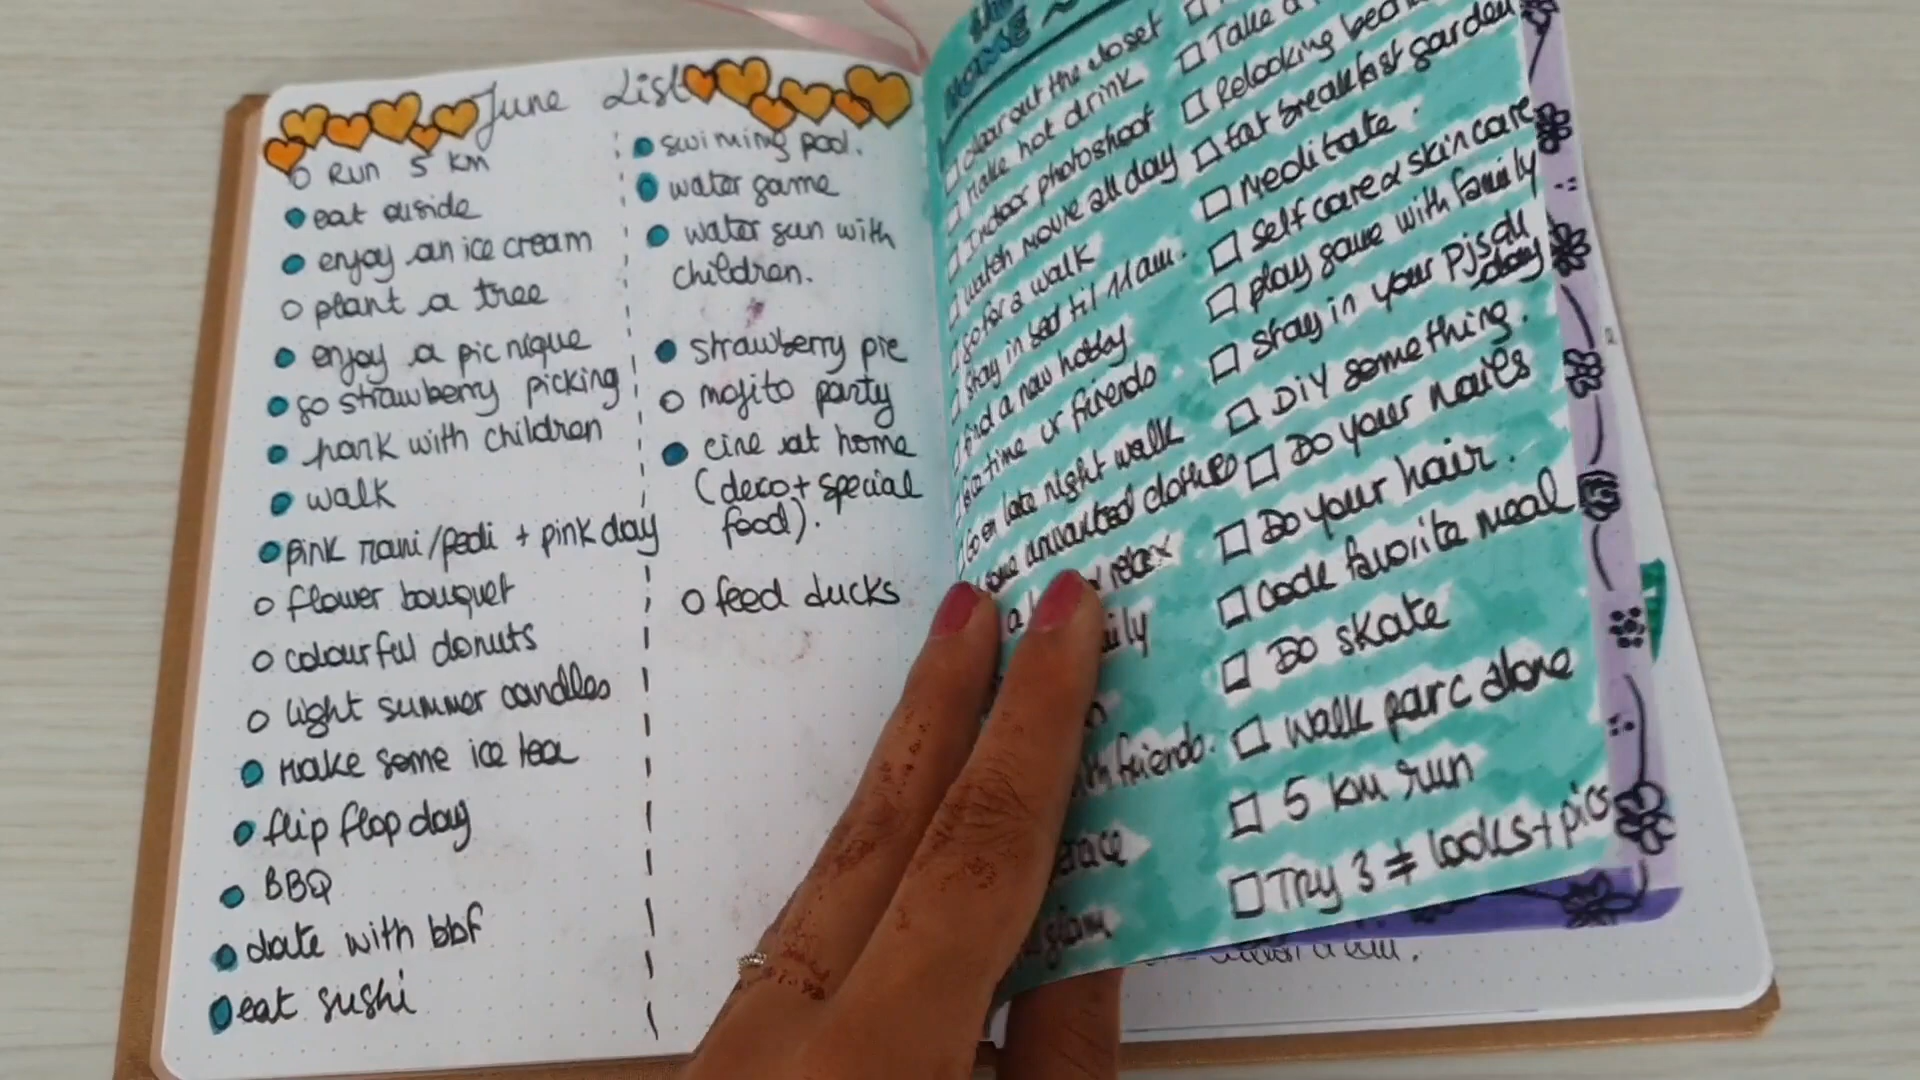 June List
Run 5 km
eat ouside
enjoy an ice cream
plant a tree
enjoy a picnique
go strawberry picking
park with children
walk
pink mani/pedi + pink day
flower bouquet
colourful donuts
light summer candles
Make some ice tea
flip flop day
BBQ
date with bbf
eat sushi
swiming pool.
water game
water gun with
children.
strawberry pie
mojito party
cine at home
(deco + special
food).
feed ducks
Home
clear out the closet
Make hot drink
Indoor photoshoot
watch movie all day
go for a walk
stay in bed til 11am.
find a new hobby
time or friends
Go on late night walk
some unwanted clothes
a relax
friends.
glam
Take a
Relooking
Eat breakfast garden
Meditate.
Self care & skincare
play game with family
stay in your Pjs all
day
DiY something.
Do your nails
Do your hair.
Cook favorite meal
Do skate
walk parc alone
5 km run
Try 3 ≠ looks + pics